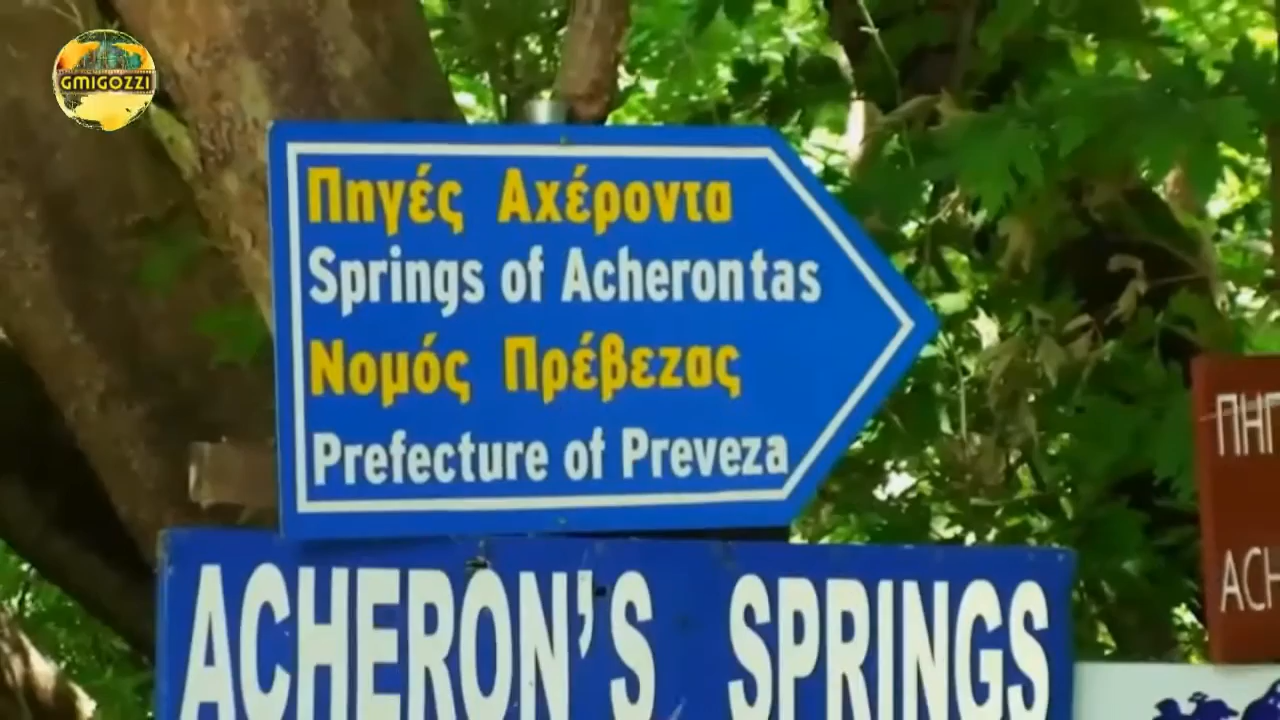 GMIGOZZI
Πηγές Αχέροντα
Springs of Acherontas
Νομός Πρέβεζας
Prefecture of Preveza
ACHERON'S SPRINGS